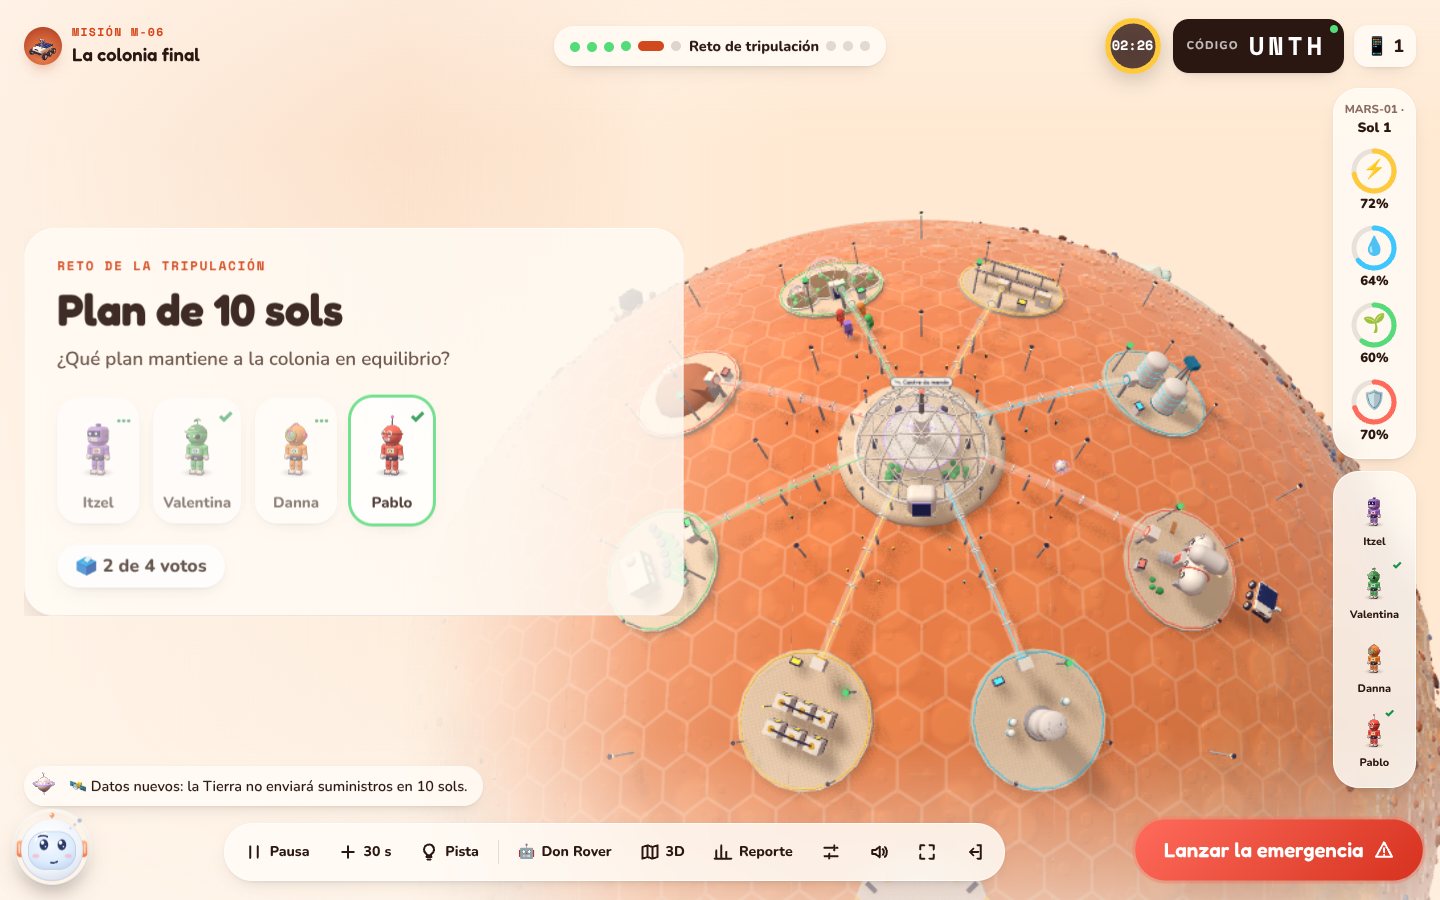 MISIÓN M-06
La colonia final
Reto de tripulación
02:26
CÓDIGO UNTH
1
MARS-01 ·
Sol 1
72%
64%
60%
70%
RETO DE LA TRIPULACIÓN
Plan de 10 sols
¿Qué plan mantiene a la colonia en equilibrio?
Itzel
Valentina
Danna
Pablo
2 de 4 votos
Centro de mando
Itzel
Valentina
Danna
Pablo
Datos nuevos: la Tierra no enviará suministros en 10 sols.
Pausa
30 s
Pista
Don Rover
3D
Reporte
Lanzar la emergencia